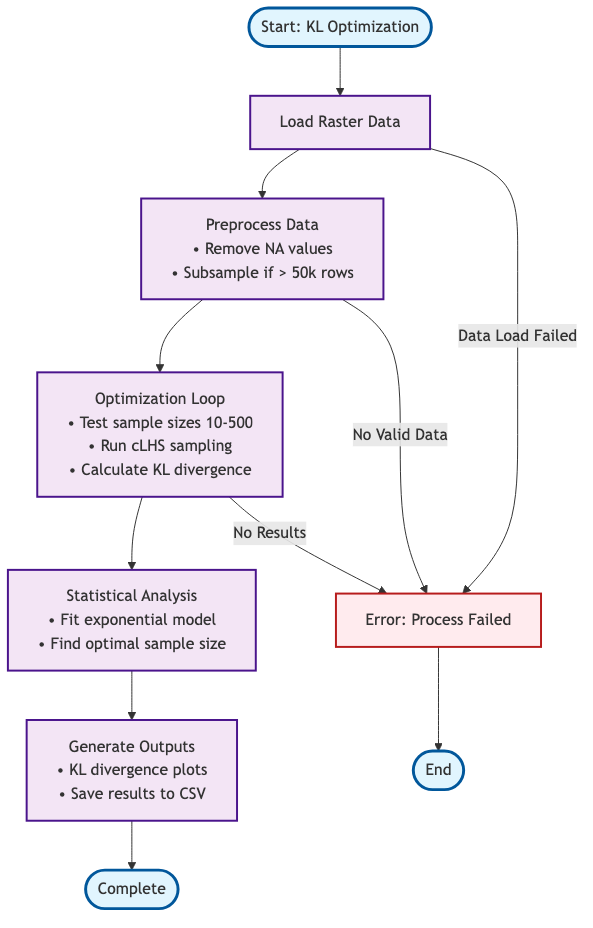 Start: KL Optimization
Load Raster Data
Preprocess Data
• Remove NA values
• Subsample if > 50k rows
Data Load Failed
Optimization Loop
• Test sample sizes 10-500
• Run cLHS sampling
• Calculate KL divergence
No Valid Data
No Results
Statistical Analysis
• Fit exponential model
• Find optimal sample size
Error: Process Failed
Generate Outputs
• KL divergence plots
• Save results to CSV
End
Complete